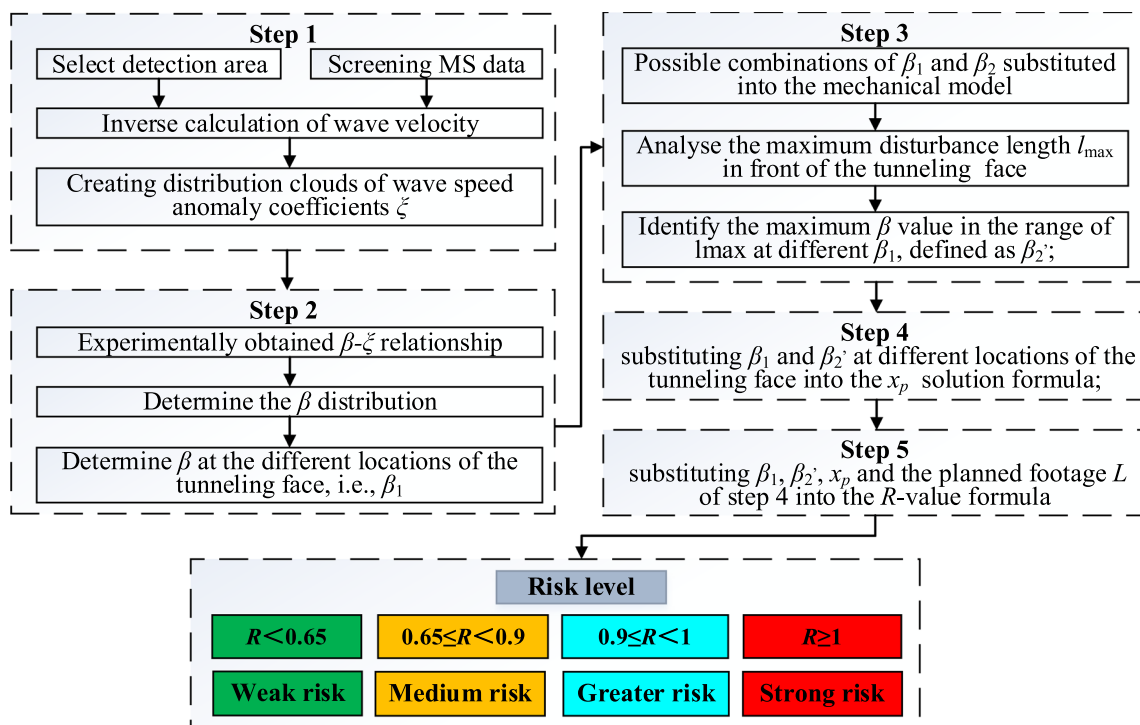 Step 1
Select detection area
Screening MS data
Inverse calculation of wave velocity
Creating distribution clouds of wave speed
anomaly coefficients ξ
Step 2
Experimentally obtained β-ξ relationship
Determine the β distribution
Determine β at the different locations of the
tunneling face, i.e., β₁
Step 3
Possible combinations of β₁ and β₂ substituted
into the mechanical model
Analyse the maximum disturbance length lmax
in front of the tunneling face
Identify the maximum β value in the range of
lmax at different β₁, defined as β₂’;
Step 4
substituting β₁ and β₂’ at different locations of the
tunneling face into the xp solution formula;
Step 5
substituting β₁, β₂’, xp and the planned footage L
of step 4 into the R-value formula
Risk level
R<0.65
0.65≤R<0.9
0.9≤R<1
R≥1
Weak risk
Medium risk
Greater risk
Strong risk